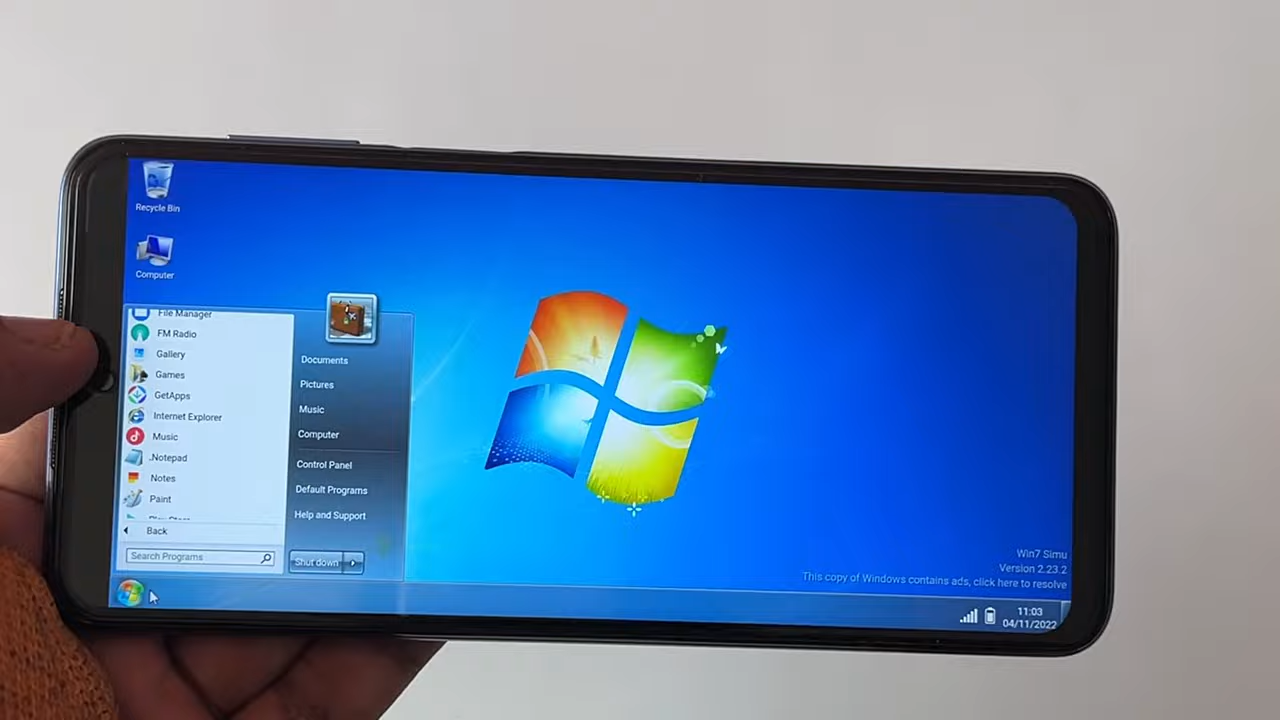 Recycle Bin
Computer
File Manager
FM Radio
Gallery
Games
GetApps
Internet Explorer
Music
.Notepad
Notes
Paint
Back
Search Programs
Documents
Pictures
Music
Computer
Control Panel
Default Programs
Help and Support
Shut down
Win7 Simu
Version 2.23.2
This copy of Windows contains ads, click here to resolve
11:03
04/11/2022